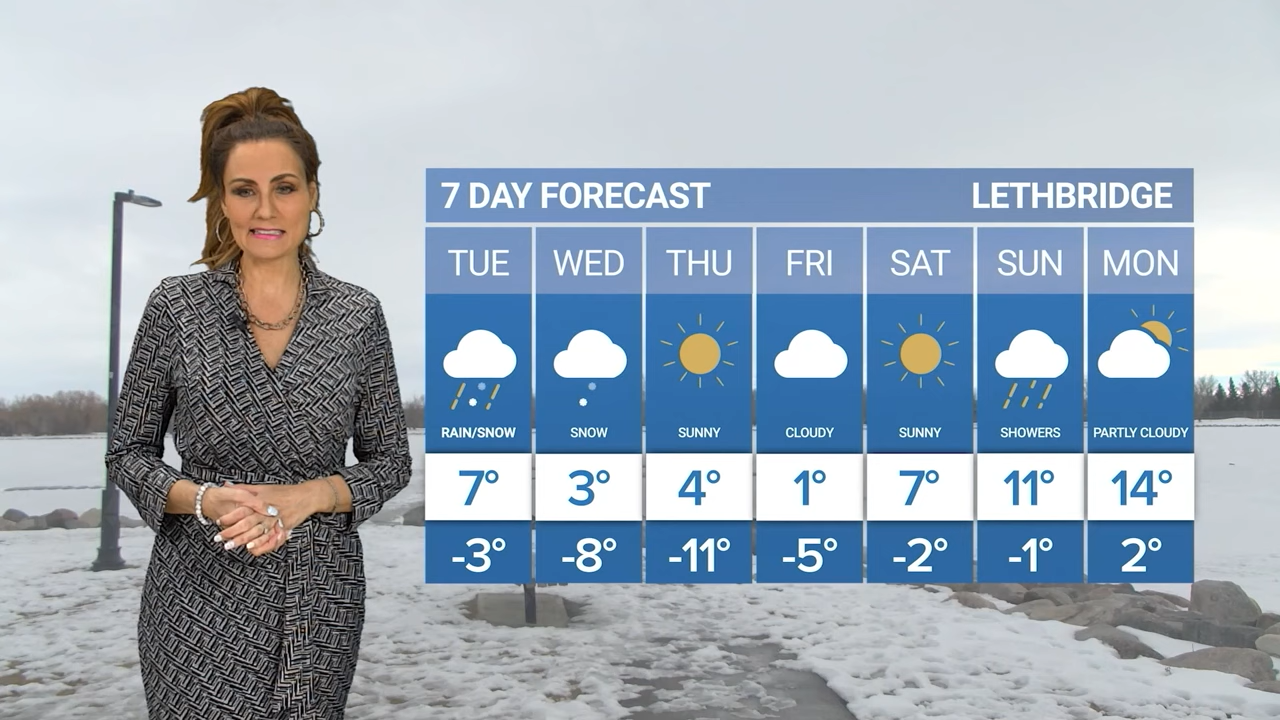 7 DAY FORECAST LETHBRIDGE
TUE WED THU FRI SAT SUN MON
RAIN/SNOW SNOW SUNNY CLOUDY SUNNY SHOWERS PARTLY CLOUDY
7° 3° 4° 1° 7° 11° 14°
-3° -8° -11° -5° -2° -1° 2°